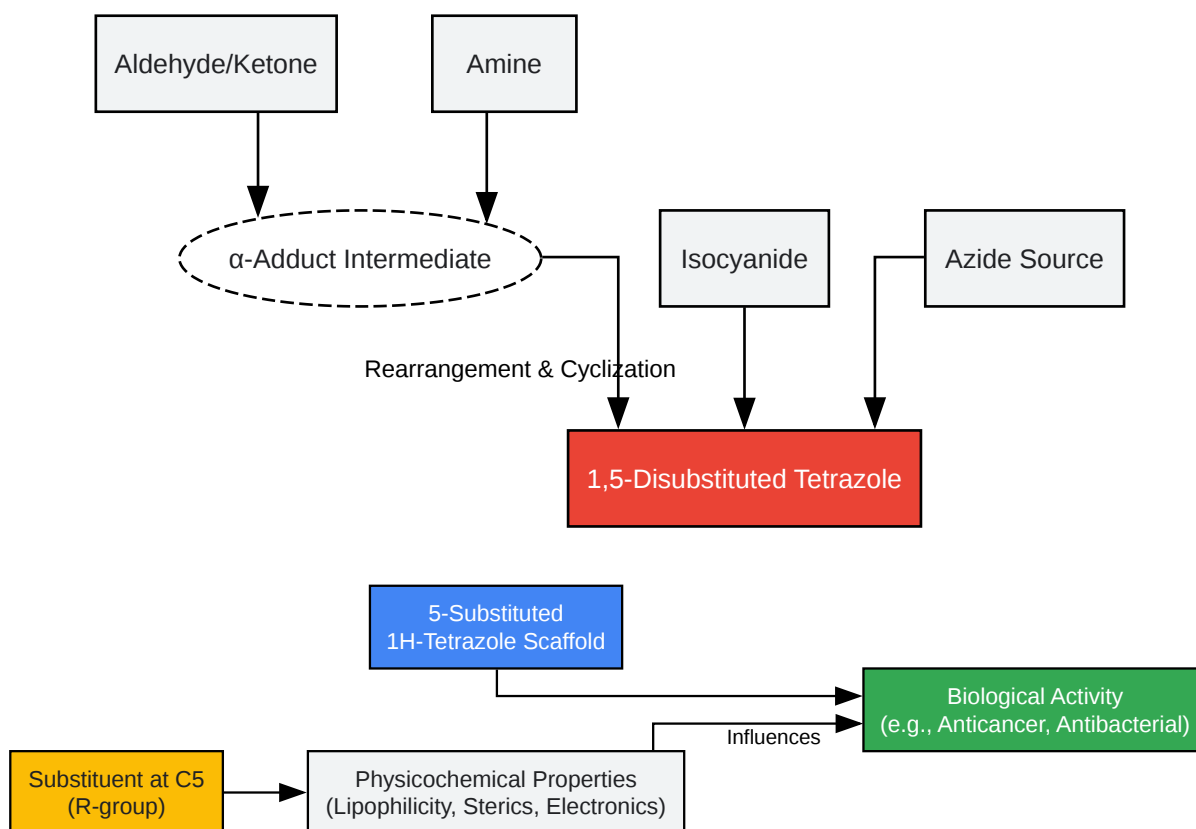 Aldehyde/Ketone
Amine
α-Adduct Intermediate
Isocyanide
Azide Source
Rearrangement & Cyclization
1,5-Disubstituted Tetrazole
5-Substituted
1H-Tetrazole Scaffold
Biological Activity
(e.g., Anticancer, Antibacterial)
Influences
Substituent at C5
(R-group)
Physicochemical Properties
(Lipophilicity, Sterics, Electronics)